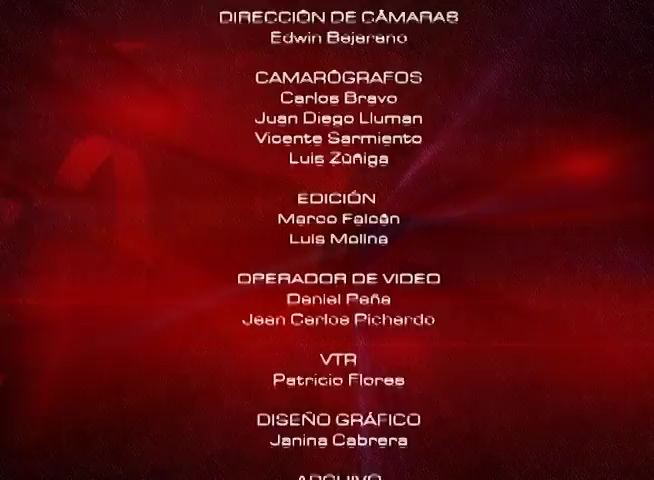 DIRECCIÓN DE CÁMARAS
Edwin Bejarano
CAMARÓGRAFOS
Carlos Bravo
Juan Diego Lluman
Vicente Sarmiento
Luis Zúñiga
EDICIÓN
Marco Falcón
Luis Molina
OPERADOR DE VIDEO
Daniel Peña
Jean Carlos Pichardo
VTR
Patricio Flores
DISEÑO GRÁFICO
Janina Cabrera
ARCHIVO